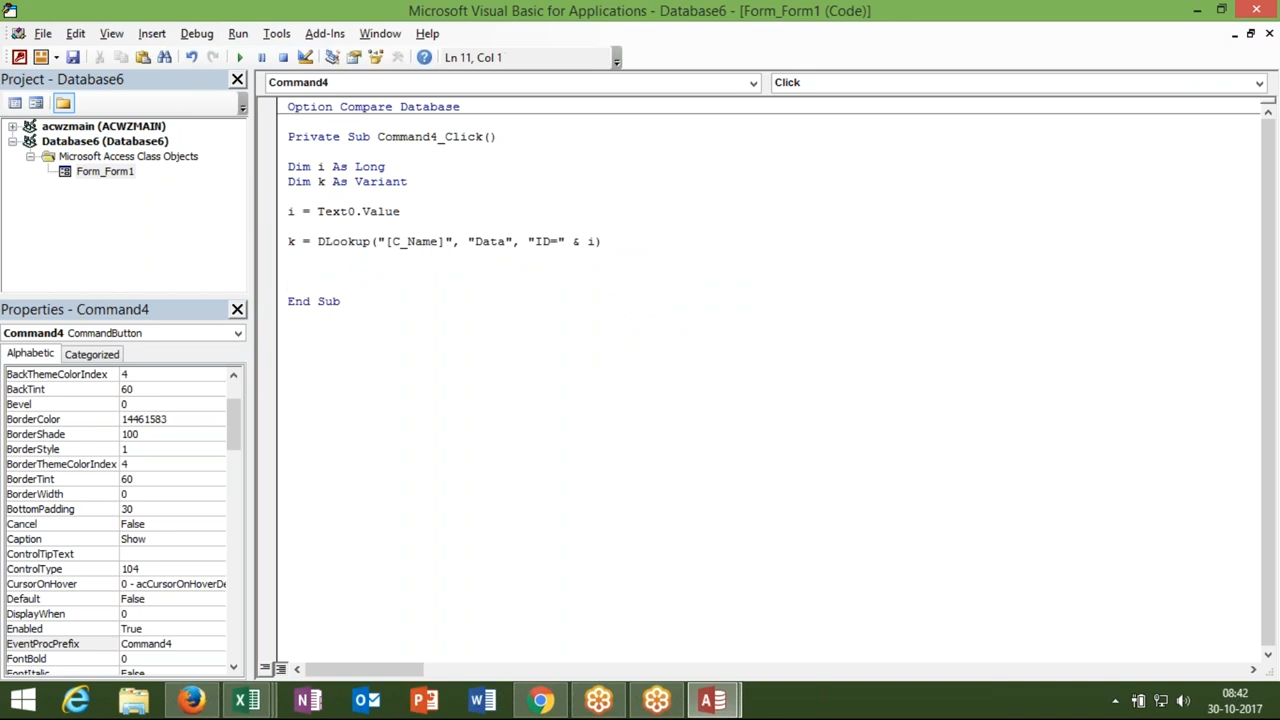 Microsoft Visual Basic for Applications - Database6 - [Form_Form1 (Code)]
File Edit View Insert Debug Run Tools Add-Ins Window Help
Ln 11, Col 1
Project - Database6
Command4
Click
acwzmain (ACWZMAIN)
Database6 (Database6)
Microsoft Access Class Objects
Form_Form1
Option Compare Database
Private Sub Command4_Click()
Dim i As Long
Dim k As Variant
i = Text0.Value
k = DLookup("[C_Name]", "Data", "ID=" & i)
End Sub
Properties - Command4
Command4 CommandButton
Alphabetic Categorized
BackThemeColorIndex 4
BackTint 60
Bevel 0
BorderColor 14461583
BorderShade 100
BorderStyle 1
BorderThemeColorIndex 4
BorderTint 60
BorderWidth 0
BottomPadding 30
Cancel False
Caption Show
ControlTipText
ControlType 104
CursorOnHover 0 - acCursorOnHoverDe
Default False
DisplayWhen 0
Enabled True
EventProcPrefix Command4
FontBold 0
FontItalic False
08:42
30-10-2017